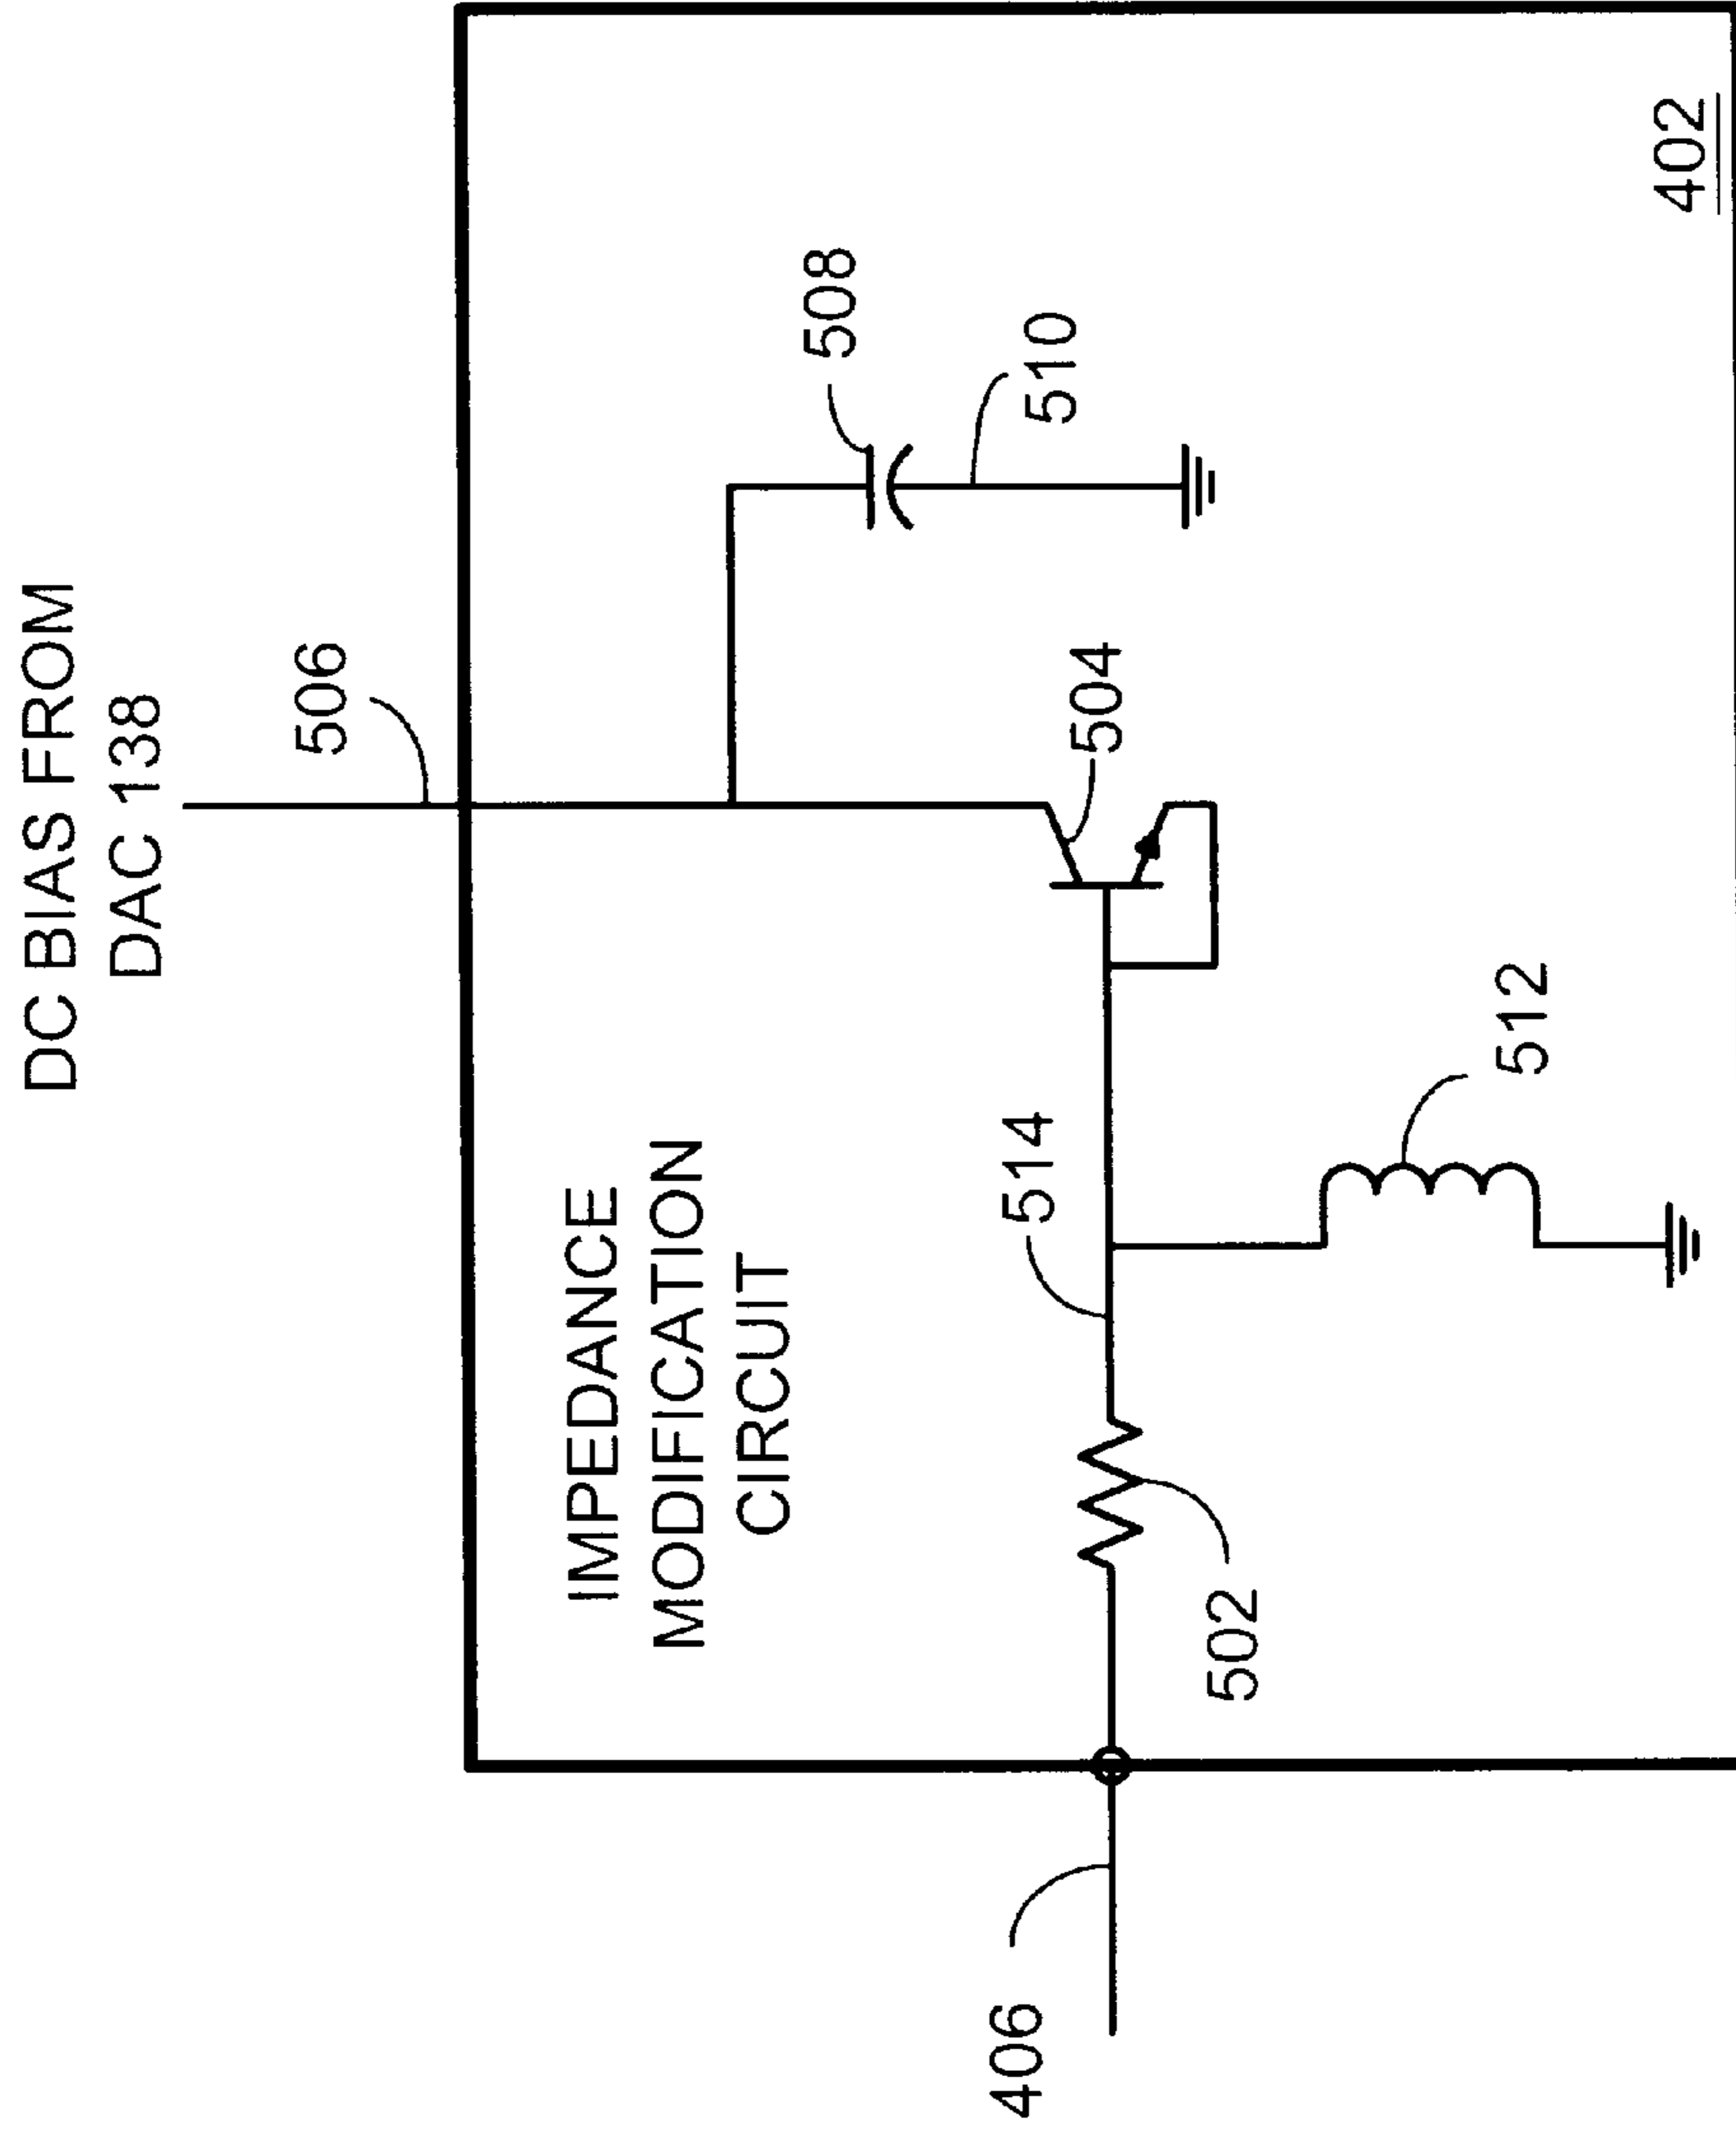 DC BIAS FROM
DAC 138
506
IMPEDANCE
MODIFICATION
CIRCUIT
508
510
504
514
406
502
512
402